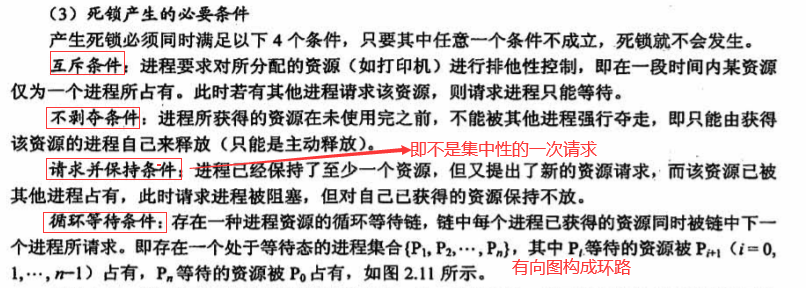 （3）死锁产生的必要条件
产生死锁必须同时满足以下 4 个条件，只要其中任意一个条件不成立，死锁就不会发生。
互斥条件：进程要求对所分配的资源（如打印机）进行排他性控制，即在一段时间内某资源
仅为一个进程所占有。此时若有其他进程请求该资源，则请求进程只能等待。
不剥夺条件：进程所获得的资源在未使用完之前，不能被其他进程强行夺走，即只能由获得
该资源的进程自己来释放（只能是主动释放）。
即不是集中性的一次请求
请求并保持条件：进程已经保持了至少一个资源，但又提出了新的资源请求，而该资源已被
其他进程占有，此时请求进程被阻塞，但对自己已获得的资源保持不放。
循环等待条件：存在一种进程资源的循环等待链，链中每个进程已获得的资源同时被链中下一
个进程所请求。即存在一个处于等待态的进程集合{P₁, P₂,…, Pₙ}，其中 Pᵢ等待的资源被 Pᵢ₊₁（i = 0,
1,…, n−1）占有，Pₙ等待的资源被 P₀占有，如图 2.11 所示。
有向图构成环路